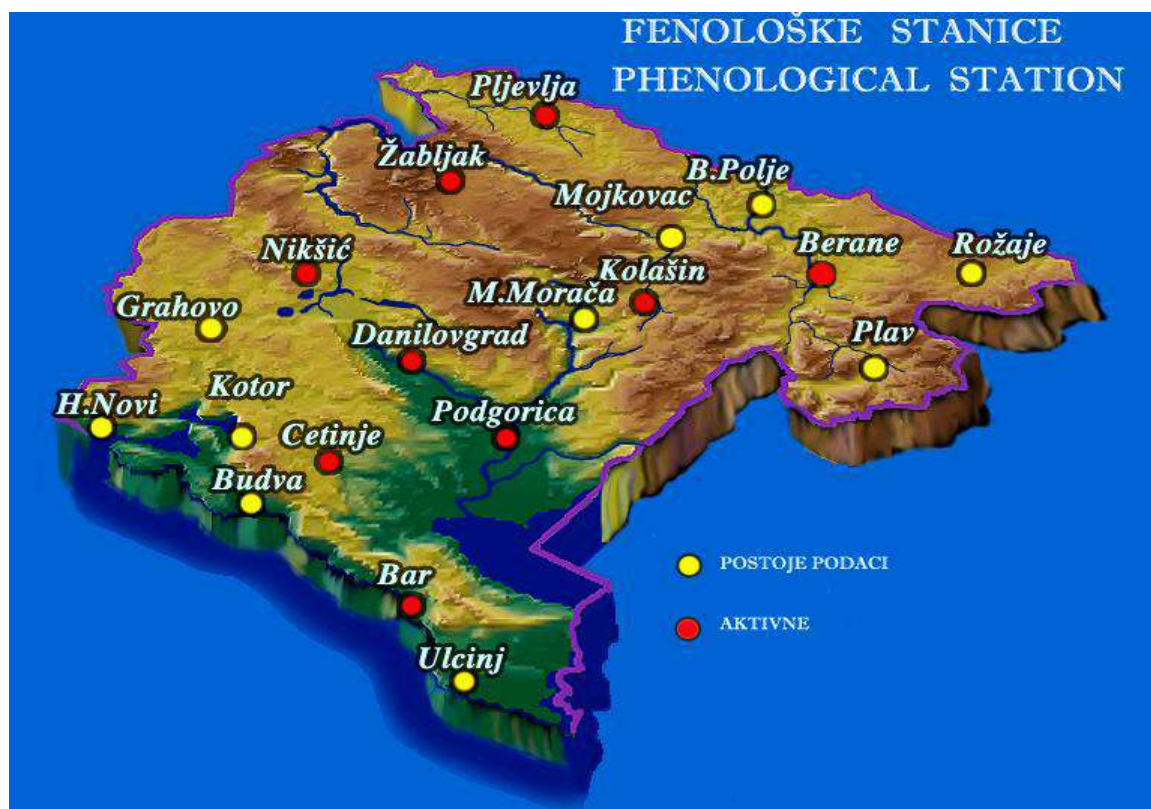 FENOLOŠKE STANICE
PHENOLOGICAL STATION
Pljevlja
Žabljak
B.Polje
Mojkovac
Nikšić
Berane
Rožaje
Kolašin
M.Morača
Grahovo
Danilovgrad
Plav
Kotor
H.Novi
Podgorica
Cetinje
Budva
POSTOJE PODACI
Bar
AKTIVNE
Ulcinj